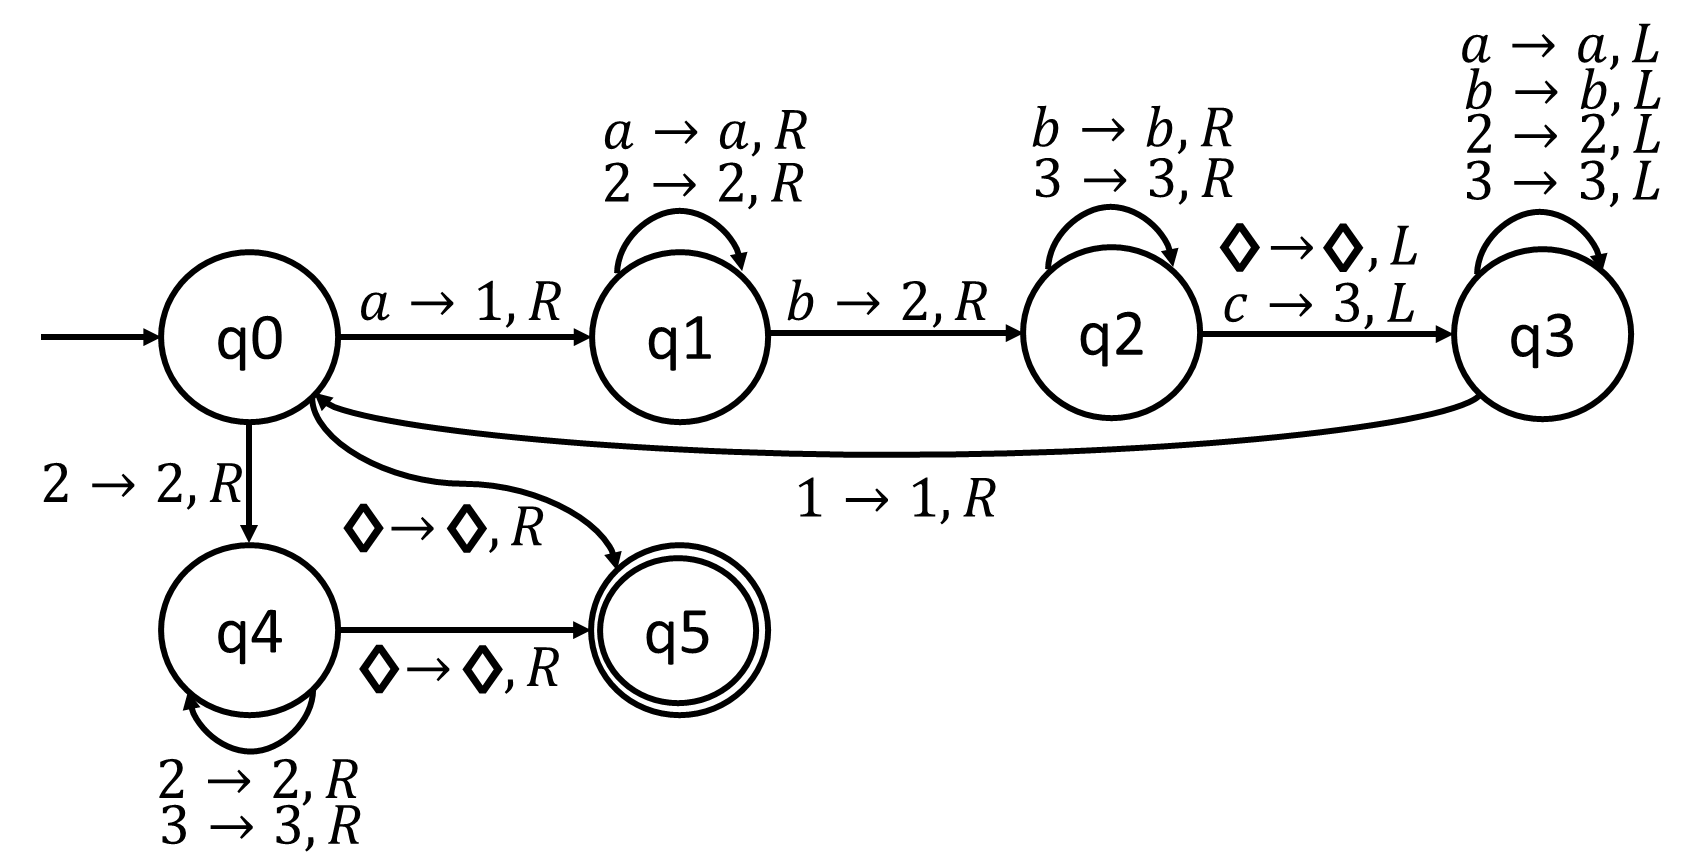 a → a, L
b → b, L
2 → 2, L
3 → 3, L
a → a, R
2 → 2, R
b → b, R
3 → 3, R
◊ → ◊, L
c → 3, L
a → 1, R
b → 2, R
q0
q1
q2
q3
2 → 2, R
◊ → ◊, R
1 → 1, R
q4
q5
◊ → ◊, R
2 → 2, R
3 → 3, R